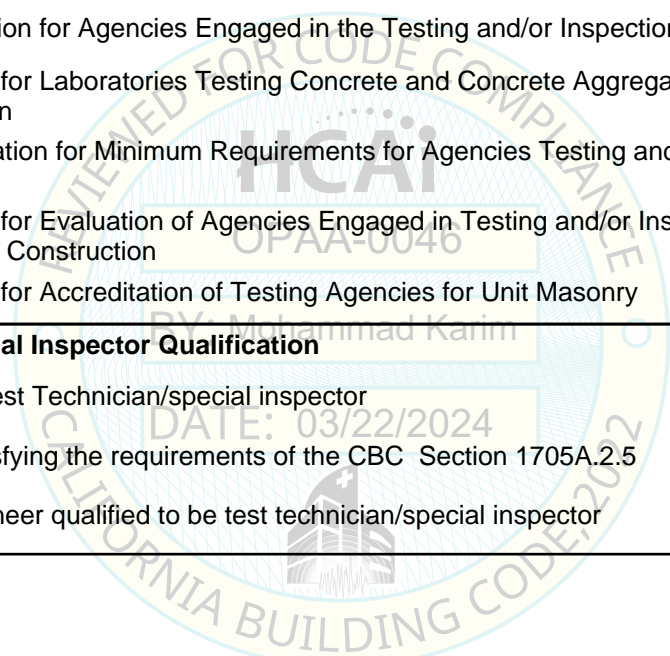 ion for Agencies Engaged in the Testing and/or Inspection
for Laboratories Testing Concrete and Concrete Aggrega
n
ation for Minimum Requirements for Agencies Testing and
for Evaluation of Agencies Engaged in Testing and/or Ins
Construction
for Accreditation of Testing Agencies for Unit Masonry
al Inspector Qualification
est Technician/special inspector
sfying the requirements of the CBC Section 1705A.2.5
neer qualified to be test technician/special inspector
REVIEWED FOR CODE COMPLIANCE
HCAi
OPAA-0046
BY: Mohammad Karim
DATE: 03/22/2024
CALIFORNIA BUILDING CODE, 2022